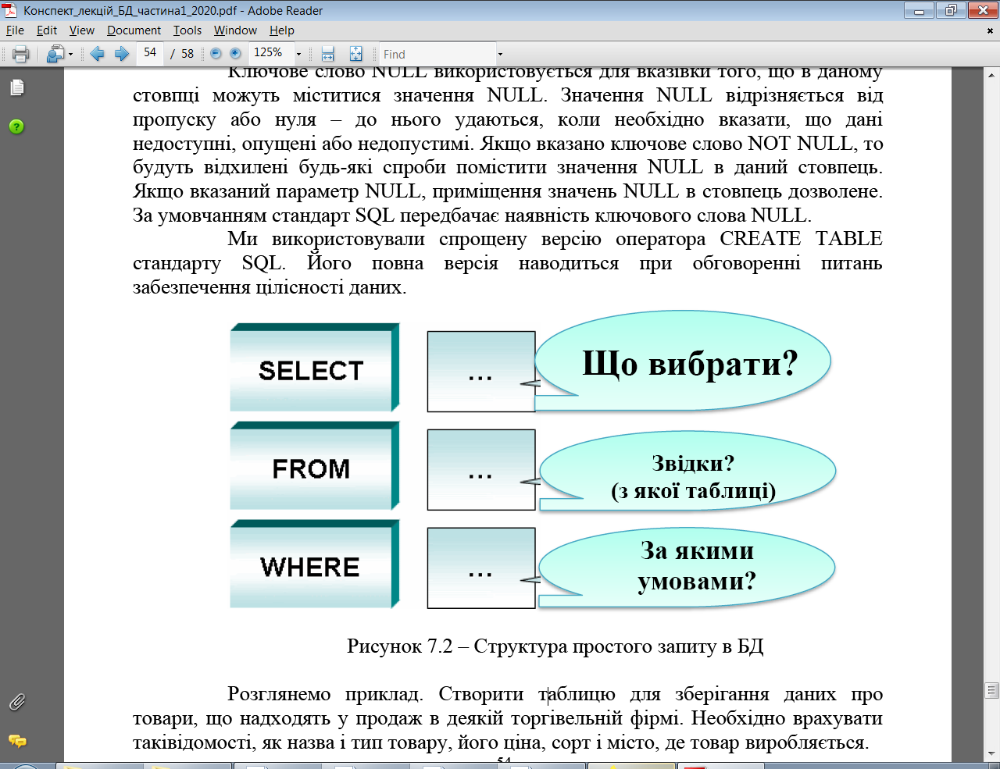 Конспект_лекцій_БД_частина1_2020.pdf - Adobe Reader
File Edit View Document Tools Window Help
54 / 58 125% Find
Ключове слово NULL використовується для вказівки того, що в даному
стовпці можуть міститися значення NULL. Значення NULL відрізняється від
пропуску або нуля – до нього удаються, коли необхідно вказати, що дані
недоступні, опущені або недопустимі. Якщо вказано ключове слово NOT NULL, то
будуть відхилені будь-які спроби помістити значення NULL в даний стовпець.
Якщо вказаний параметр NULL, приміщення значень NULL в стовпець дозволене.
За умовчанням стандарт SQL передбачає наявність ключового слова NULL.
Ми використовували спрощену версію оператора CREATE TABLE
стандарту SQL. Його повна версія наводиться при обговоренні питань
забезпечення цілісності даних.
SELECT ... Що вибрати?
FROM ... Звідки?
(з якої таблиці)
WHERE ... За якими
умовами?
Рисунок 7.2 – Структура простого запиту в БД
Розглянемо приклад. Створити таблицю для зберігання даних про
товари, що надходять у продаж в деякій торгівельній фірмі. Необхідно врахувати
таківідомості, як назва і тип товару, його ціна, сорт і місто, де товар виробляється.
54